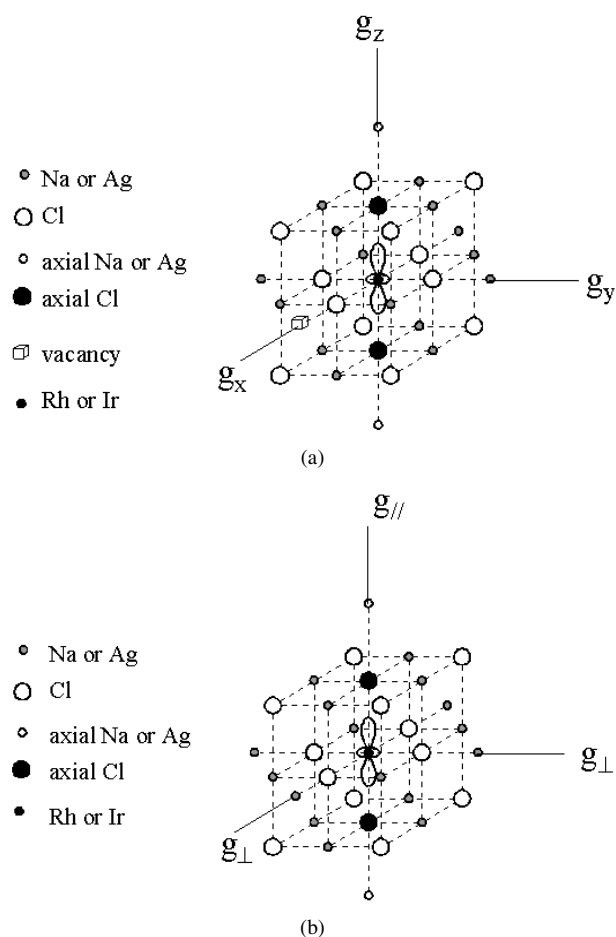 g_z
Na or Ag
Cl
axial Na or Ag
axial Cl
g_y
vacancy
g_x
Rh or Ir
(a)
g_//
Na or Ag
Cl
axial Na or Ag
g_⊥
axial Cl
Rh or Ir
g_⊥
(b)